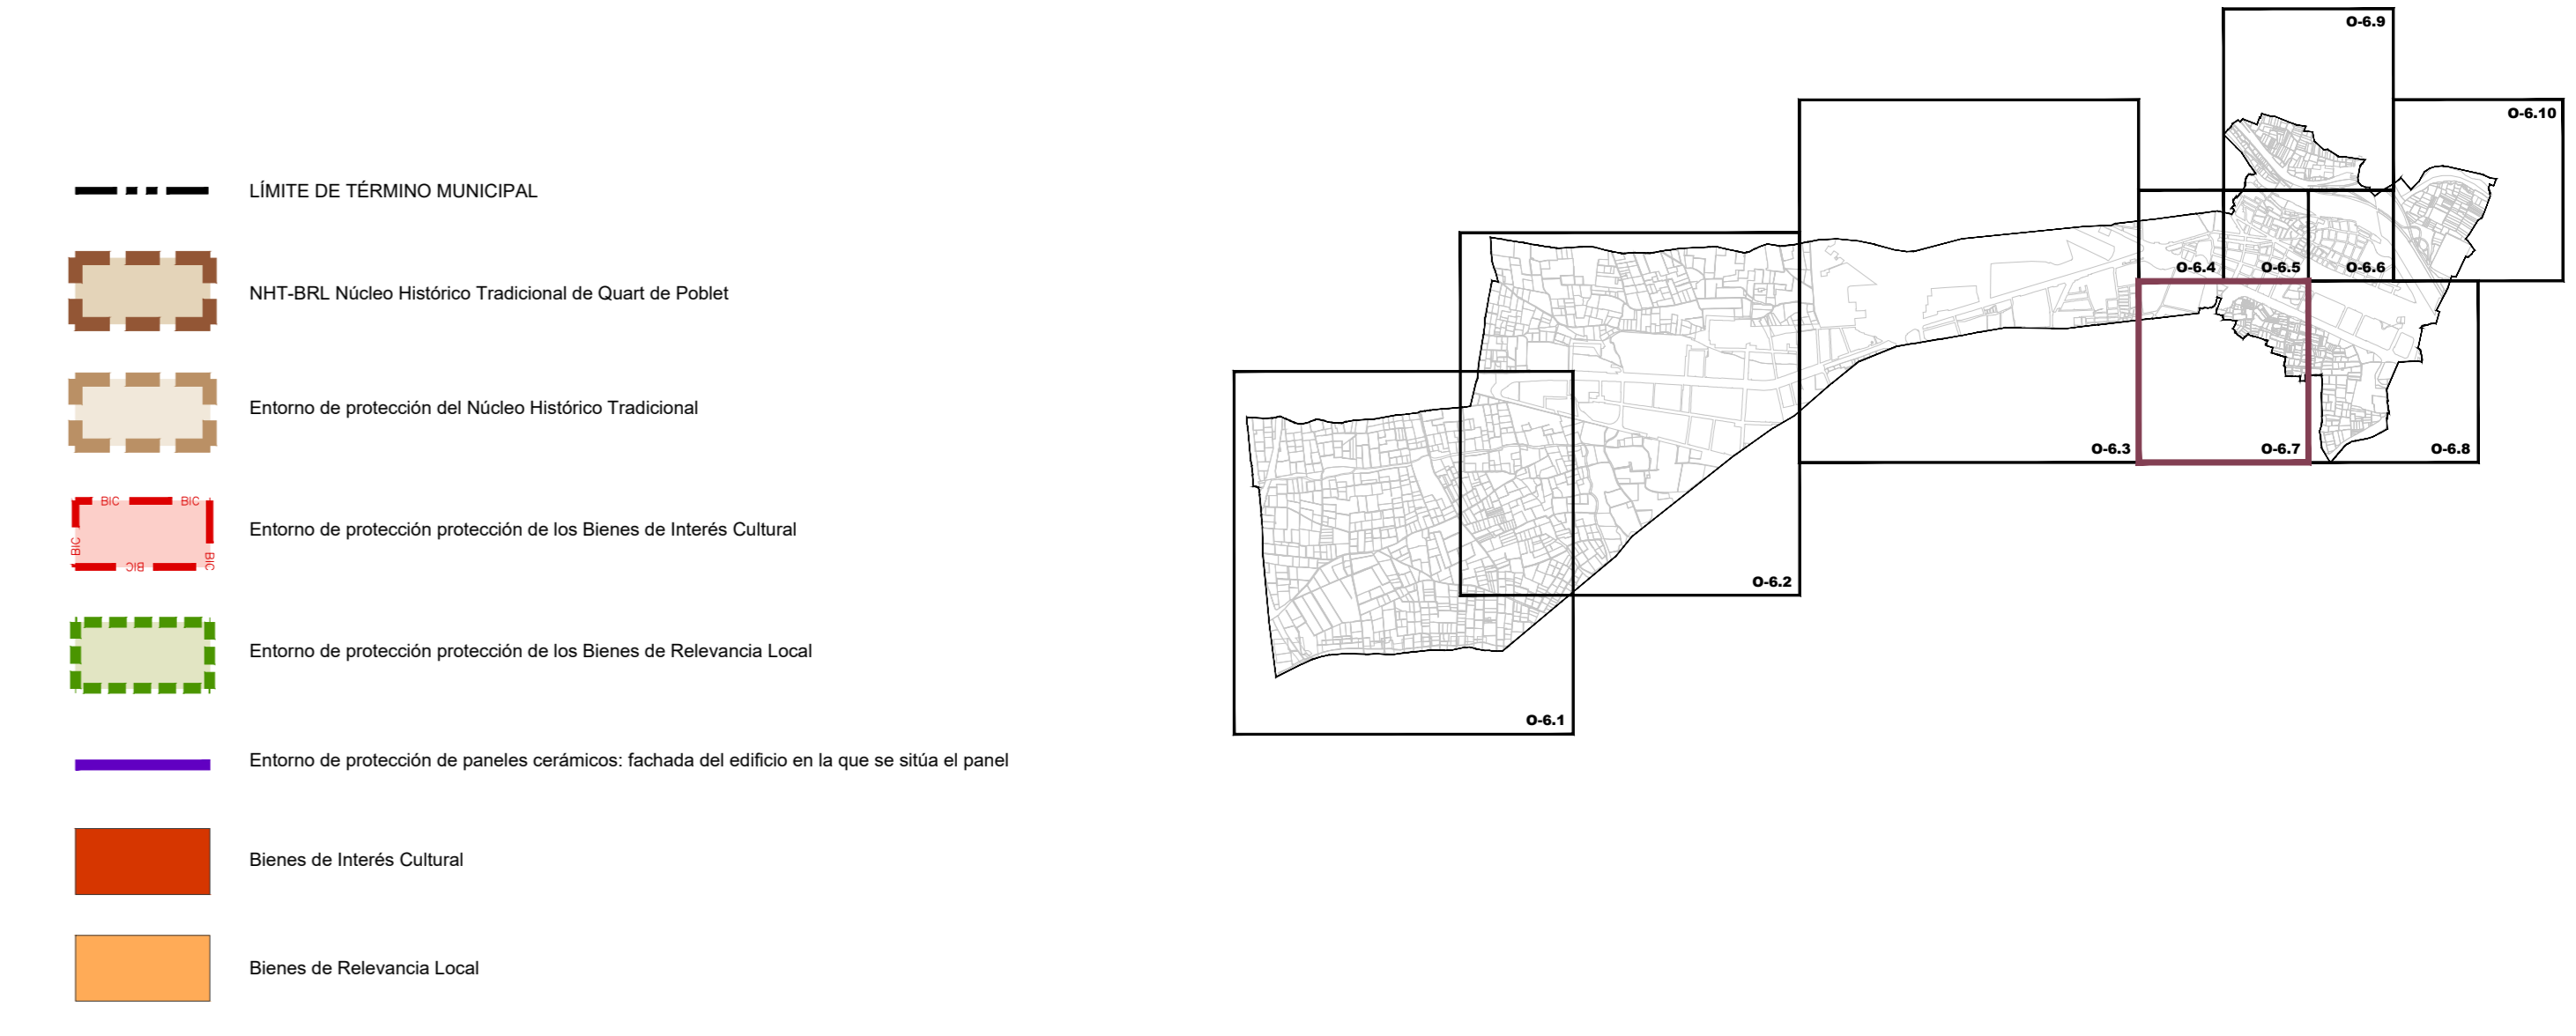 LÍMITE DE TÉRMINO MUNICIPAL
NHT-BRL Núcleo Histórico Tradicional de Quart de Poblet
Entorno de protección del Núcleo Histórico Tradicional
BIC BIC
BIC
BIC
BIC
Entorno de protección protección de los Bienes de Interés Cultural
Entorno de protección protección de los Bienes de Relevancia Local
Entorno de protección de paneles cerámicos: fachada del edificio en la que se sitúa el panel
Bienes de Interés Cultural
Bienes de Relevancia Local
O-6.9
O-6.10
O-6.4
O-6.5
O-6.6
O-6.3
O-6.7
O-6.8
O-6.2
O-6.1